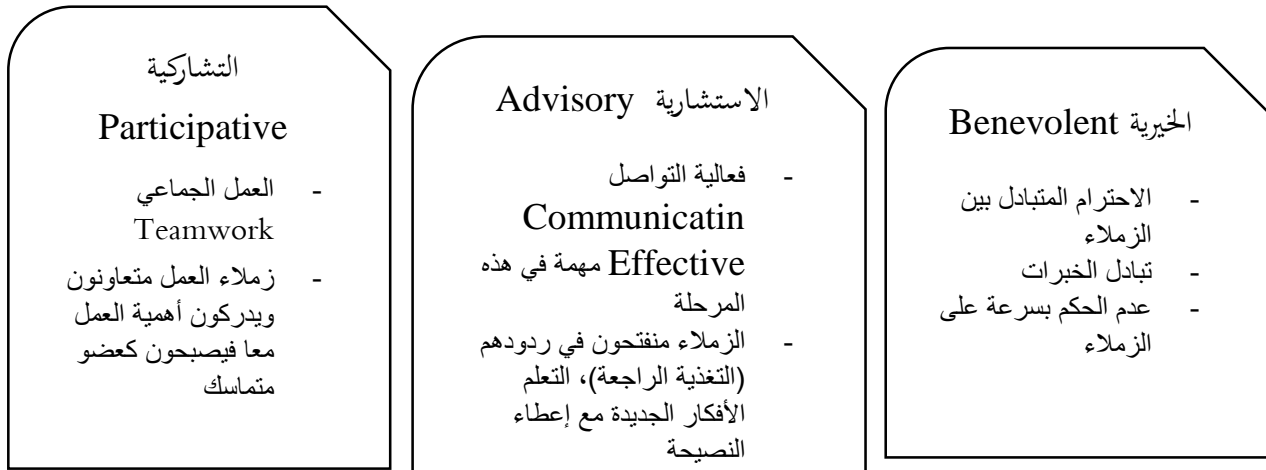 الخيرية Benevolent
- الاحترام المتبادل بين
الزملاء
- تبادل الخبرات
- عدم الحكم بسرعة على
الزملاء
الاستشارية Advisory
- فعالية التواصل
Communicatin
Effective مهمة في هذه
المرحلة
- الزملاء منفتحون في ردودهم
(التغذية الراجعة)، التعلم
الأفكار الجديدة مع إعطاء
النصيحة
التشاركية
Participative
- العمل الجماعي
Teamwork
- زملاء العمل متعاونون
ويدركون أهمية العمل
معا فيصبحون كعضو
متماسك